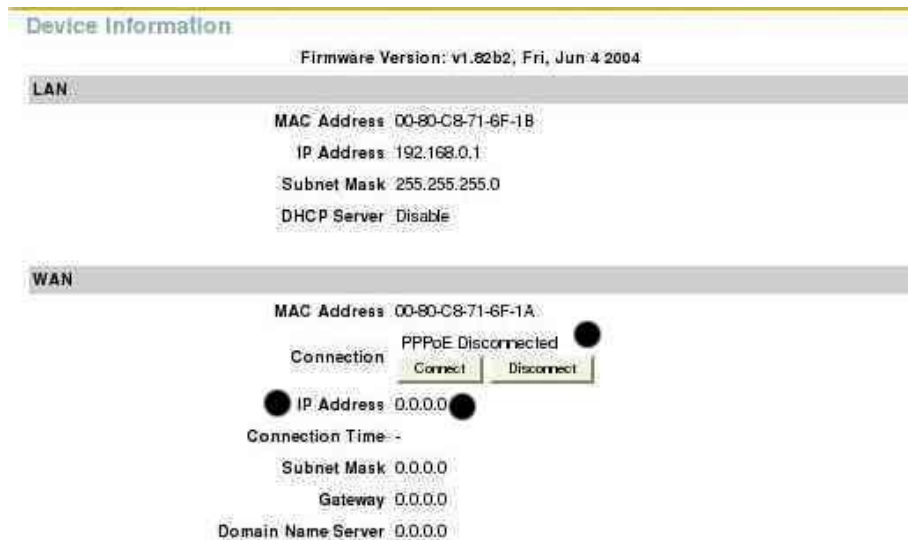 Device Information
Firmware Version: v1.82b2, Fri, Jun 4 2004
LAN
MAC Address 00-80-C8-71-6F-1B
IP Address 192.168.0.1
Subnet Mask 255.255.255.0
DHCP Server Disable
WAN
MAC Address 00-80-C8-71-6F-1A
Connection PPPoE Disconnected
Connect Disconnect
IP Address 0.0.0.0
Connection Time -
Subnet Mask 0.0.0.0
Gateway 0.0.0.0
Domain Name Server 0.0.0.0